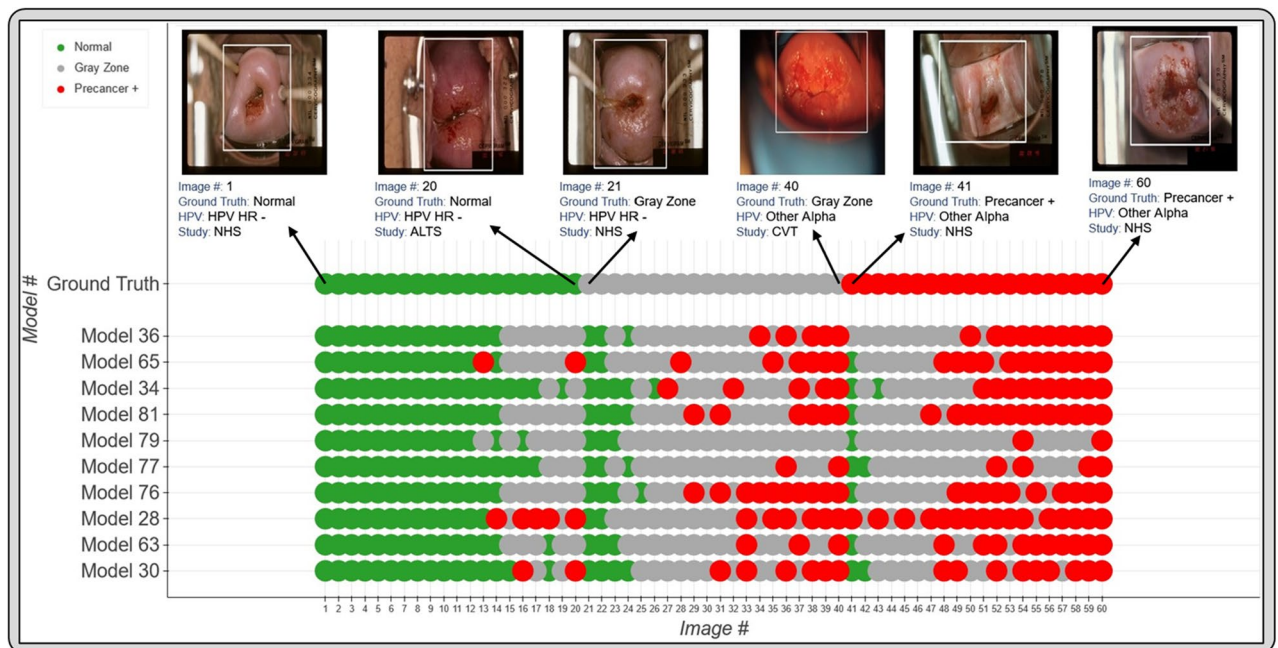 Normal
Gray Zone
Precancer +
Image #: 1
Ground Truth: Normal
HPV: HPV HR -
Study: NHS
Image #: 20
Ground Truth: Normal
HPV: HPV HR -
Study: ALTS
Image #: 21
Ground Truth: Gray Zone
HPV: HPV HR -
Study: NHS
Image #: 40
Ground Truth: Gray Zone
HPV: Other Alpha
Study: CVT
Image #: 41
Ground Truth: Precancer +
HPV: Other Alpha
Study: NHS
Image #: 60
Ground Truth: Precancer +
HPV: Other Alpha
Study: NHS
Model #
Ground Truth
Model 36
Model 65
Model 34
Model 81
Model 79
Model 77
Model 76
Model 28
Model 63
Model 30
1 2 3 4 5 6 7 8 9 10 11 12 13 14 15 16 17 18 19 20 21 22 23 24 25 26 27 28 29 30 31 32 33 34 35 36 37 38 39 40 41 42 43 44 45 46 47 48 49 50 51 52 53 54 55 56 57 58 59 60
Image #